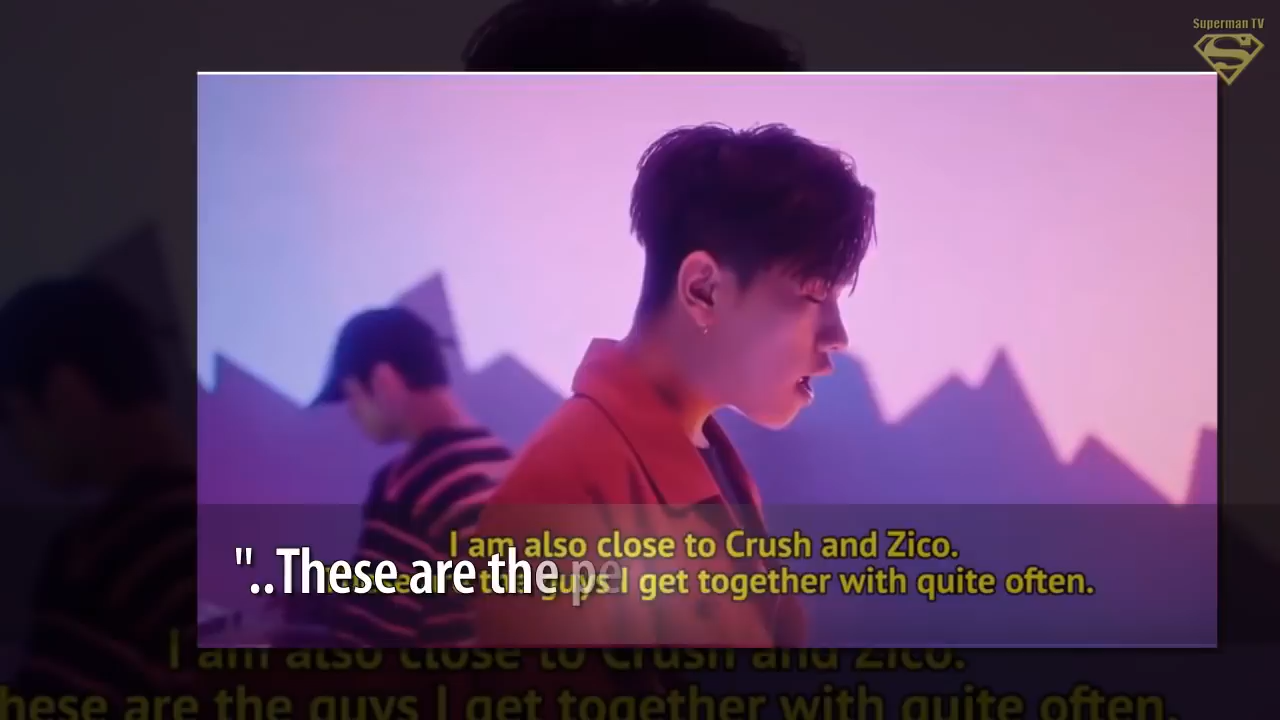 Superman TV
I am also close to Crush and Zico.
These are the guys I get together with quite often.
"..These are the pe
I am also close to Crush and Zico.
hese are the guys I get together with quite often.